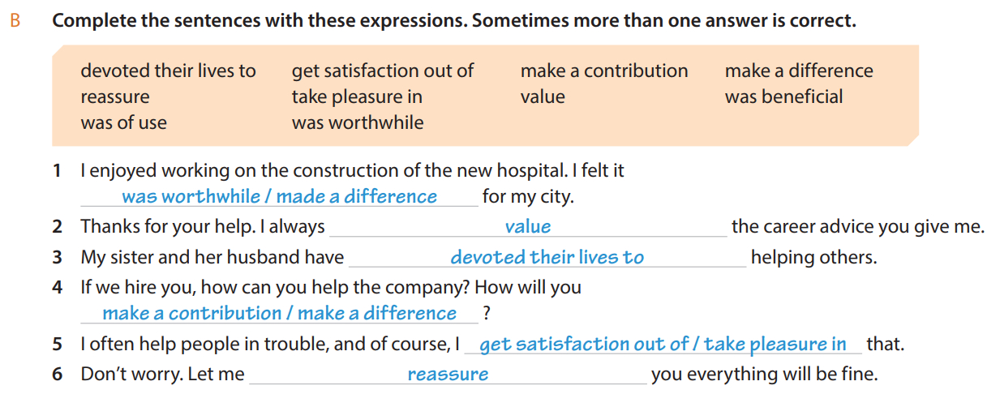 B Complete the sentences with these expressions. Sometimes more than one answer is correct.
devoted their lives to get satisfaction out of make a contribution make a difference
reassure take pleasure in value was beneficial
was of use was worthwhile
1 I enjoyed working on the construction of the new hospital. I felt it
was worthwhile / made a difference for my city.
2 Thanks for your help. I always value the career advice you give me.
3 My sister and her husband have devoted their lives to helping others.
4 If we hire you, how can you help the company? How will you
make a contribution / make a difference ?
5 I often help people in trouble, and of course, I get satisfaction out of / take pleasure in that.
6 Don't worry. Let me reassure you everything will be fine.